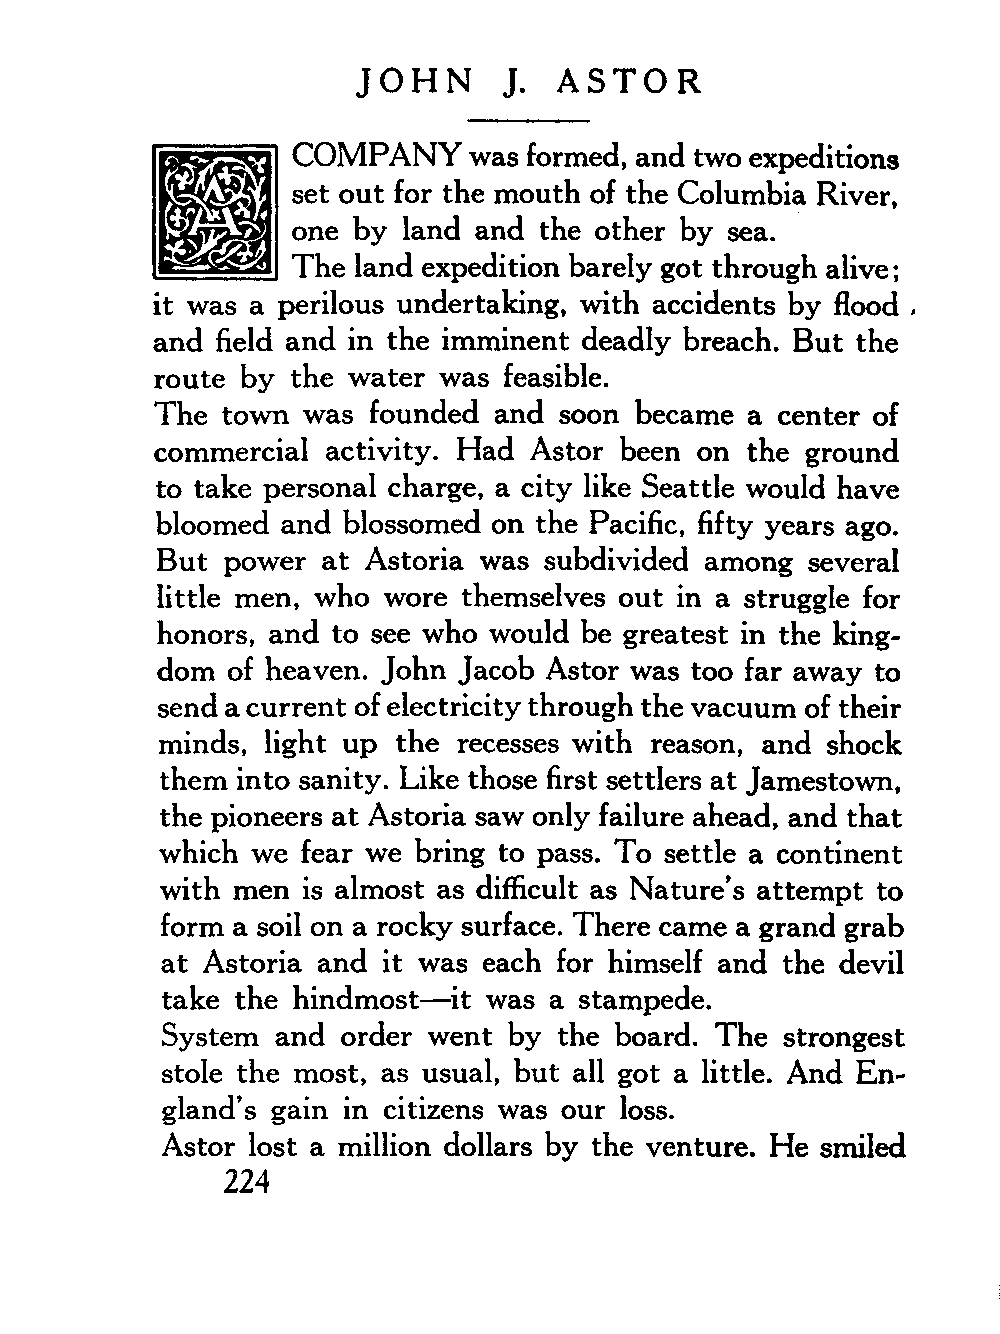 JOHN J. ASTOR
A COMPANY was formed, and two expeditions
set out for the mouth of the Columbia River,
one by land and the other by sea.
The land expedition barely got through alive;
it was a perilous undertaking, with accidents by flood
and field and in the imminent deadly breach. But the
route by the water was feasible.
The town was founded and soon became a center of
commercial activity. Had Astor been on the ground
to take personal charge, a city like Seattle would have
bloomed and blossomed on the Pacific, fifty years ago.
But power at Astoria was subdivided among several
little men, who wore themselves out in a struggle for
honors, and to see who would be greatest in the king-
dom of heaven. John Jacob Astor was too far away to
send a current of electricity through the vacuum of their
minds, light up the recesses with reason, and shock
them into sanity. Like those first settlers at Jamestown,
the pioneers at Astoria saw only failure ahead, and that
which we fear we bring to pass. To settle a continent
with men is almost as difficult as Nature's attempt to
form a soil on a rocky surface. There came a grand grab
at Astoria and it was each for himself and the devil
take the hindmost—it was a stampede.
System and order went by the board. The strongest
stole the most, as usual, but all got a little. And En-
gland's gain in citizens was our loss.
Astor lost a million dollars by the venture. He smiled
224